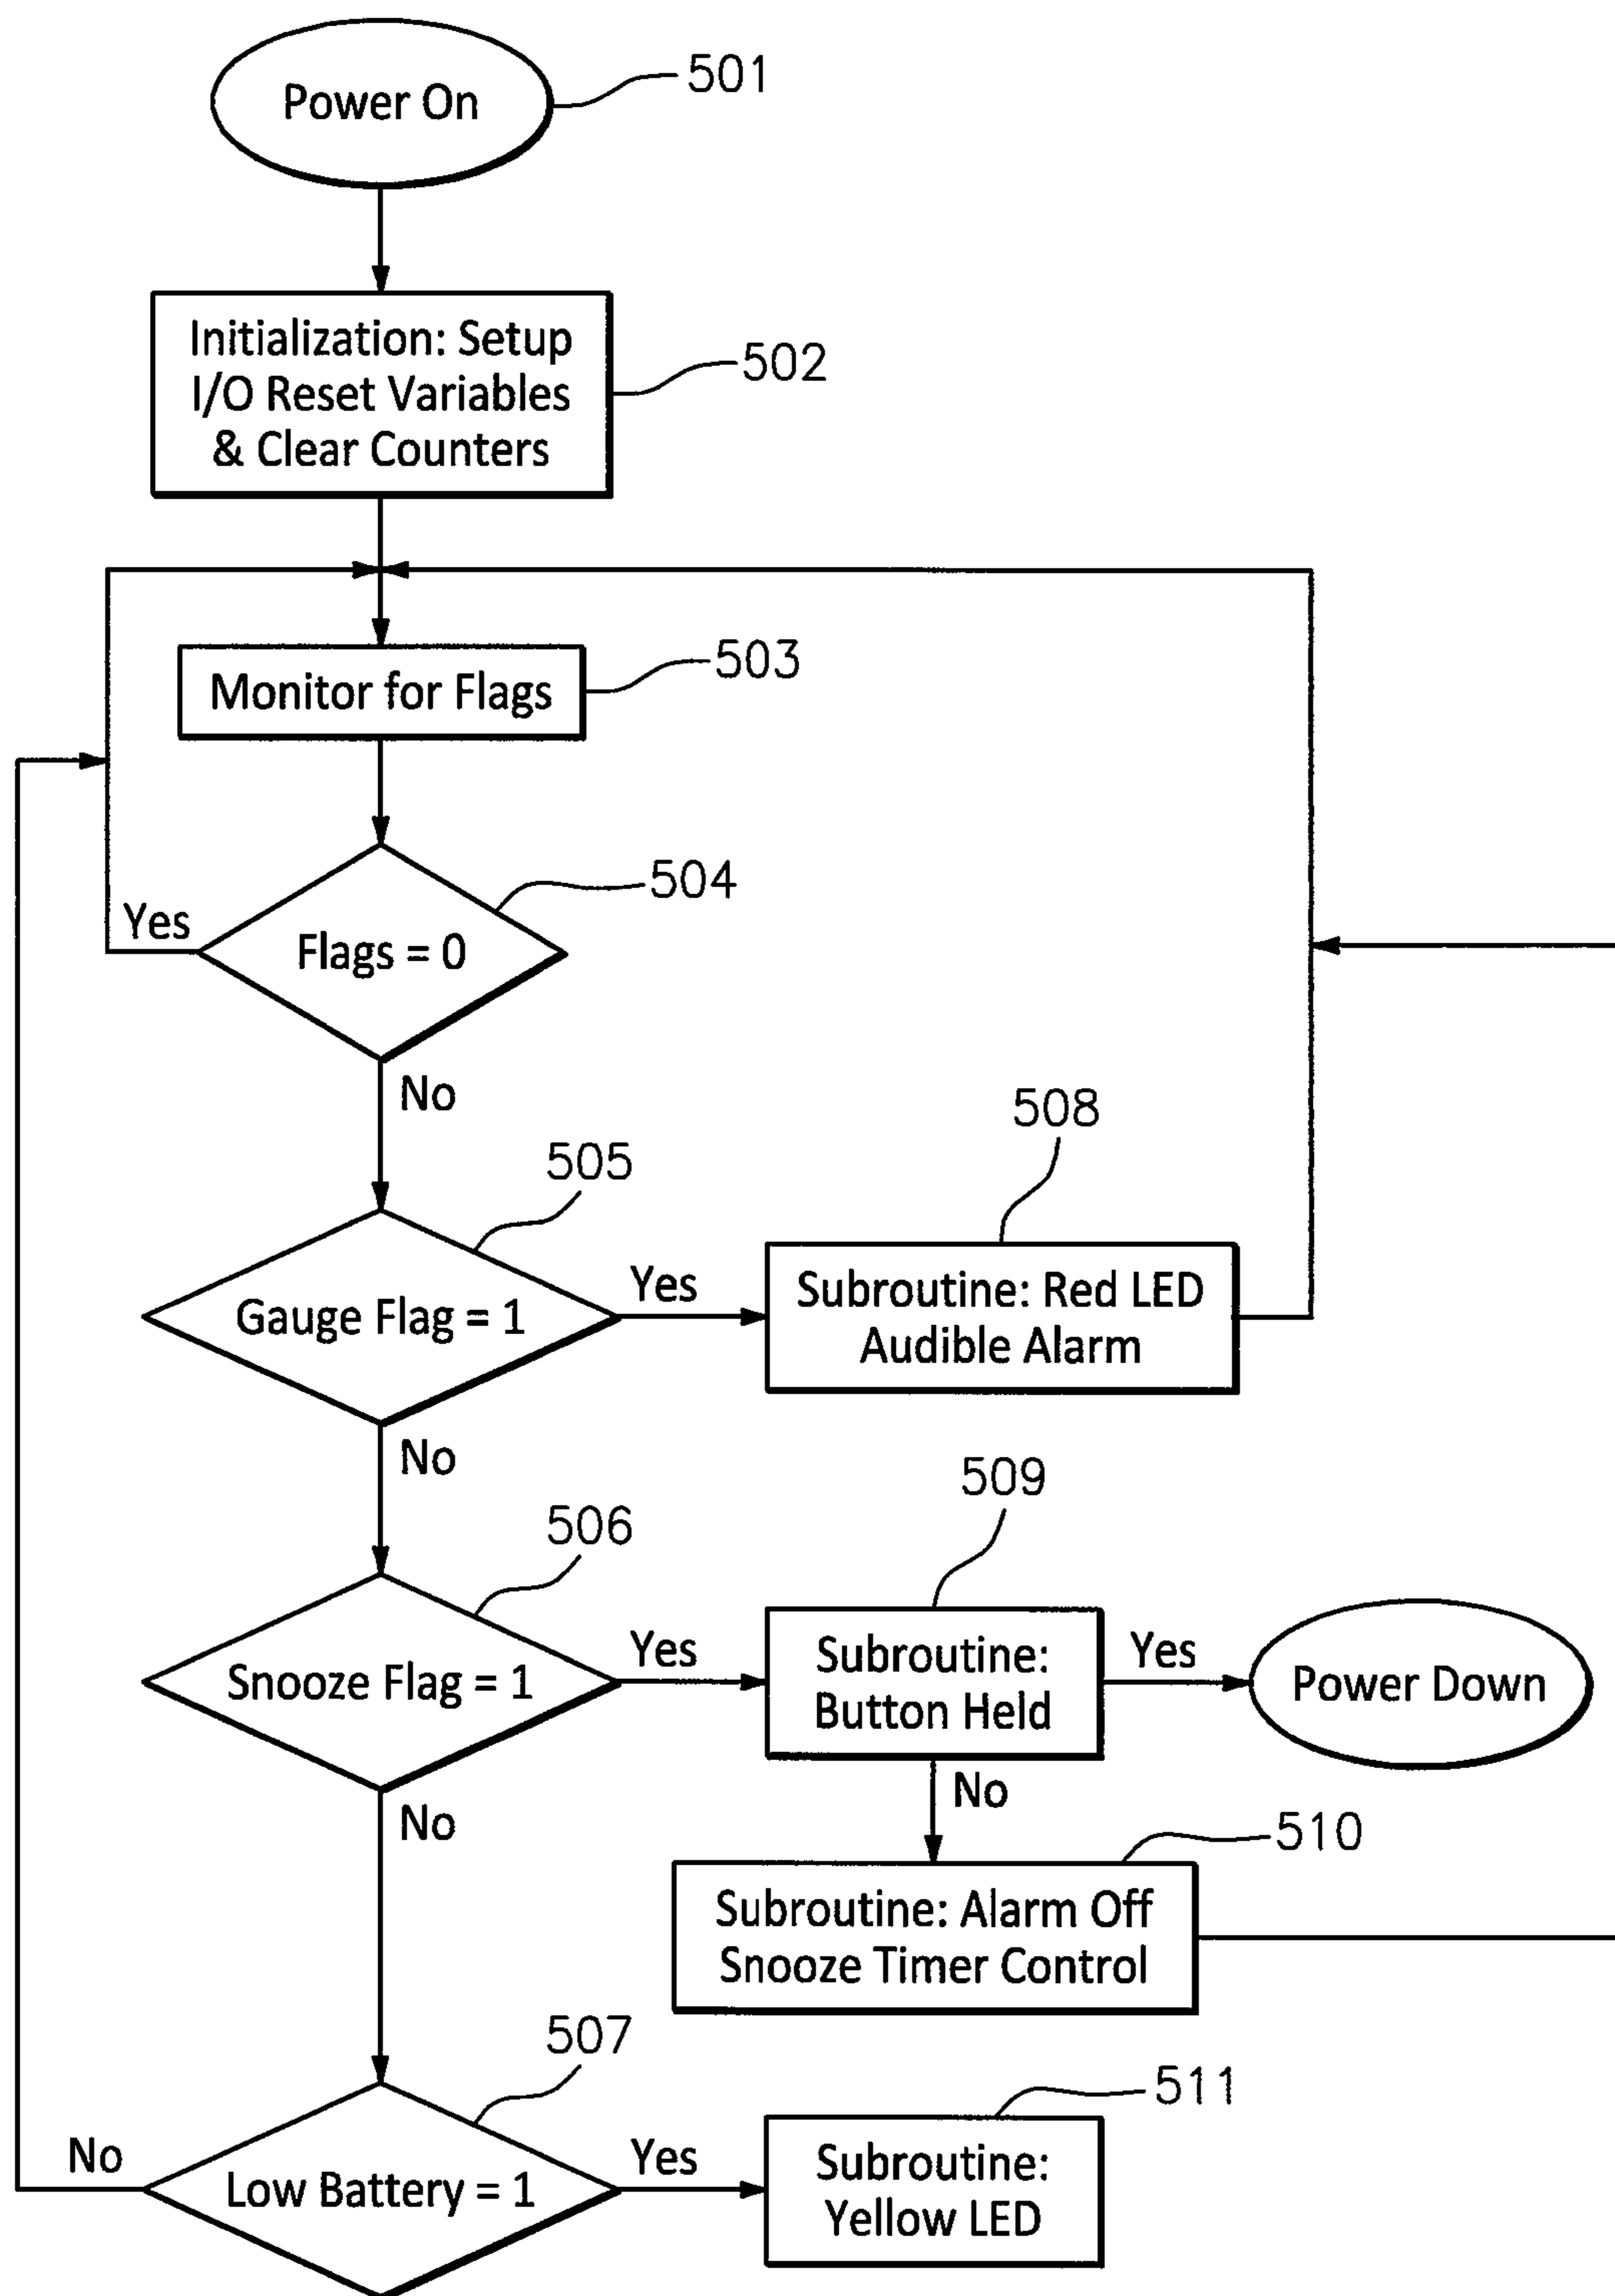 Power On
501
Initialization: Setup
I/O Reset Variables
& Clear Counters
502
Monitor for Flags
503
504
Yes
Flags = 0
No
505
508
Gauge Flag = 1
Yes
Subroutine: Red LED
Audible Alarm
No
506
509
Snooze Flag = 1
Yes
Subroutine:
Button Held
Yes
Power Down
No
No
510
Subroutine: Alarm Off
Snooze Timer Control
507
511
No
Low Battery = 1
Yes
Subroutine:
Yellow LED